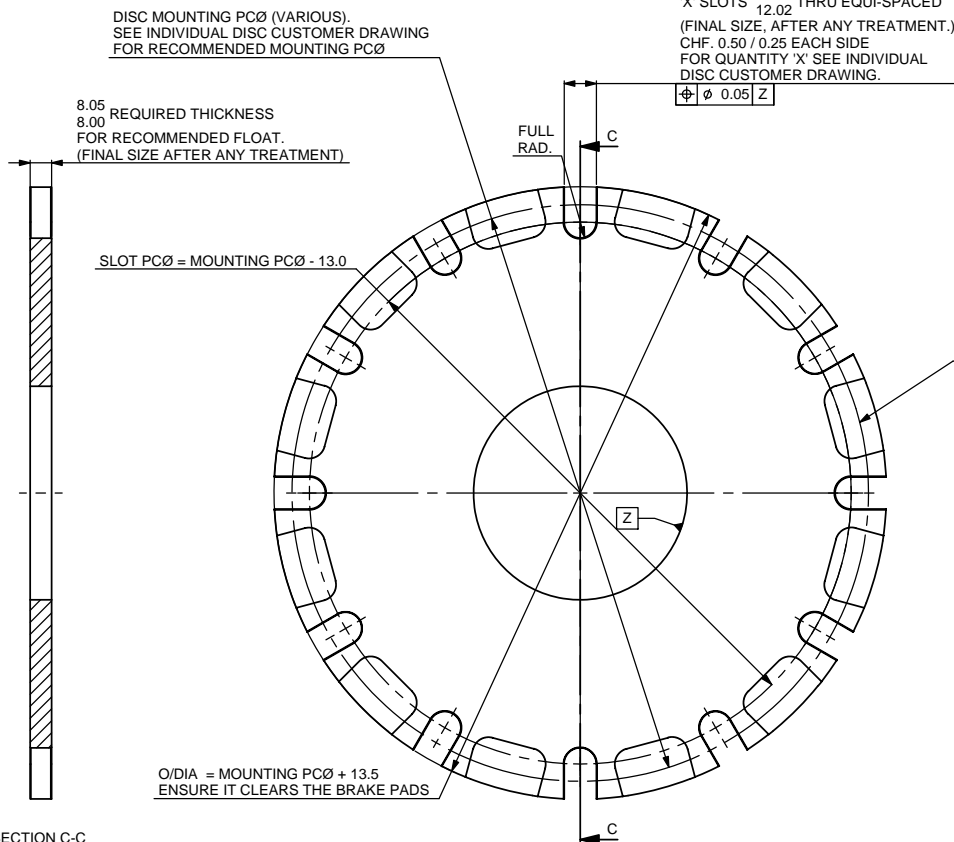 DISC MOUNTING PCØ (VARIOUS).
SEE INDIVIDUAL DISC CUSTOMER DRAWING
FOR RECOMMENDED MOUNTING PCØ
'X' SLOTS 12.02 THRU EQUI-SPACED
(FINAL SIZE, AFTER ANY TREATMENT.)
CHF. 0.50 / 0.25 EACH SIDE
FOR QUANTITY 'X' SEE INDIVIDUAL
DISC CUSTOMER DRAWING.
⌖ Ø 0.05 Z
8.05
8.00 REQUIRED THICKNESS
FOR RECOMMENDED FLOAT.
(FINAL SIZE AFTER ANY TREATMENT)
FULL
RAD.
C
SLOT PCØ = MOUNTING PCØ - 13.0
Z
O/DIA = MOUNTING PCØ + 13.5
ENSURE IT CLEARS THE BRAKE PADS
C
ECTION C-C